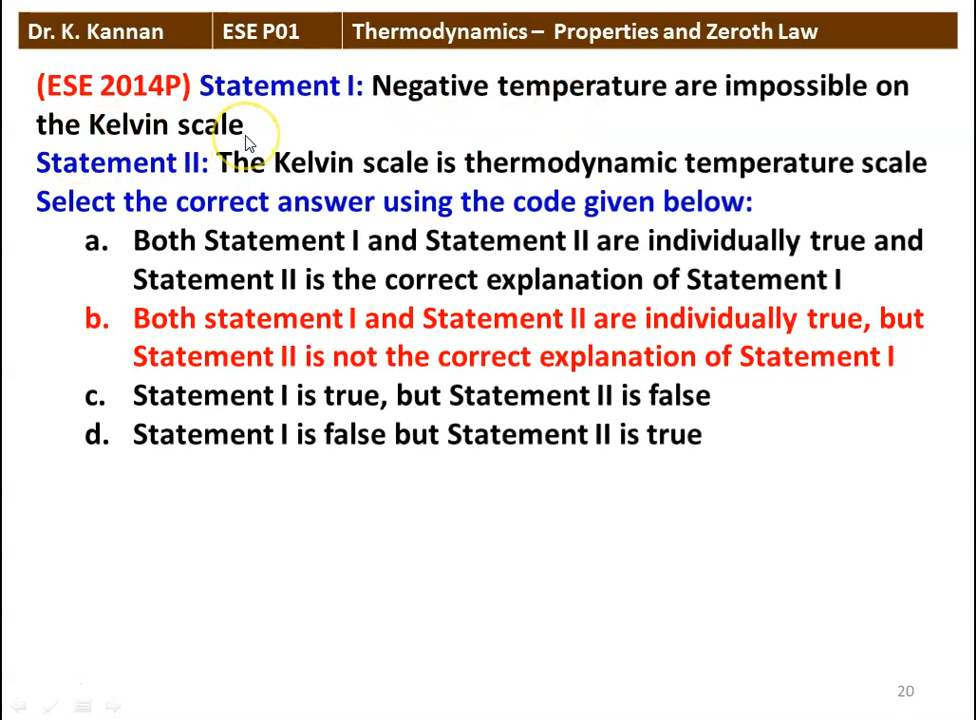 Dr. K. Kannan ESE P01 Thermodynamics – Properties and Zeroth Law
(ESE 2014P) Statement I: Negative temperature are impossible on
the Kelvin scale
Statement II: The Kelvin scale is thermodynamic temperature scale
Select the correct answer using the code given below:
a. Both Statement I and Statement II are individually true and
Statement II is the correct explanation of Statement I
b. Both statement I and Statement II are individually true, but
Statement II is not the correct explanation of Statement I
c. Statement I is true, but Statement II is false
d. Statement I is false but Statement II is true
20